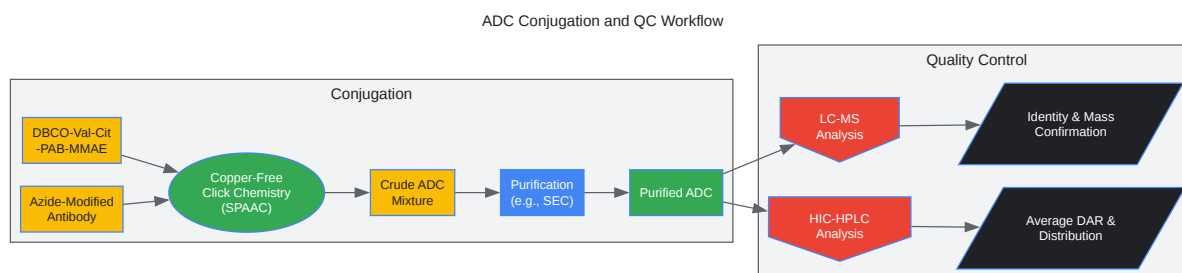 ADC Conjugation and QC Workflow
Conjugation
DBCO-Val-Cit
-PAB-MMAE
Azide-Modified
Antibody
Copper-Free
Click Chemistry
(SPAAC)
Crude ADC
Mixture
Purification
(e.g., SEC)
Purified ADC
Quality Control
LC-MS
Analysis
Identity & Mass
Confirmation
HIC-HPLC
Analysis
Average DAR &
Distribution